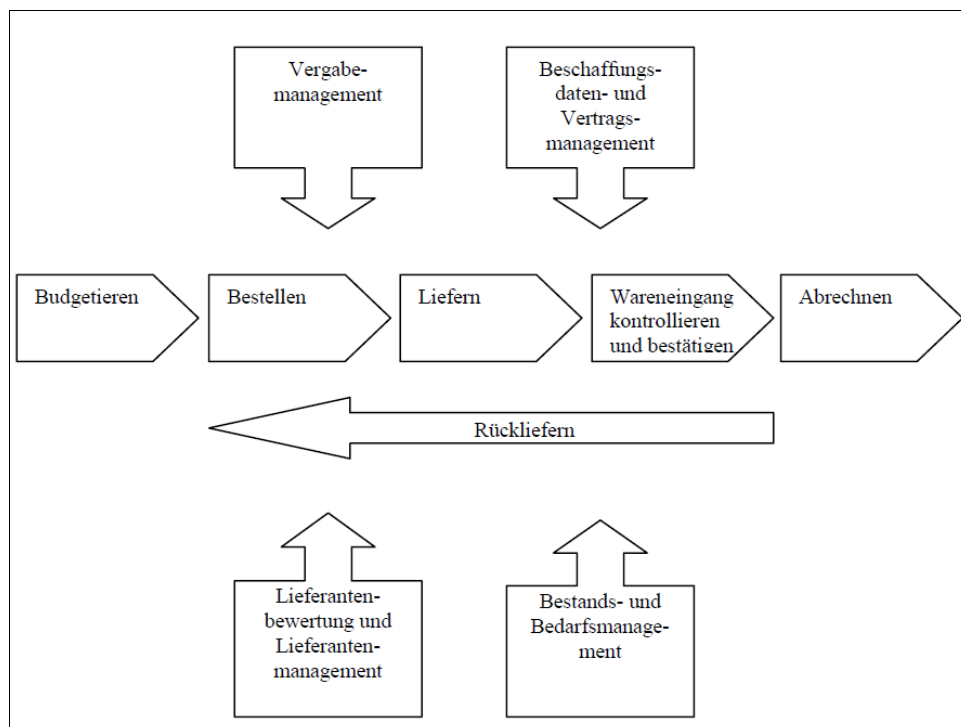 Vergabe-
management
Beschaffungs-
daten- und
Vertrags-
management
Budgetieren
Bestellen
Liefern
Wareneingang
kontrollieren
und bestätigen
Abrechnen
Rückliefern
Lieferanten-
bewertung und
Lieferanten-
management
Bestands- und
Bedarfsmanage-
ment